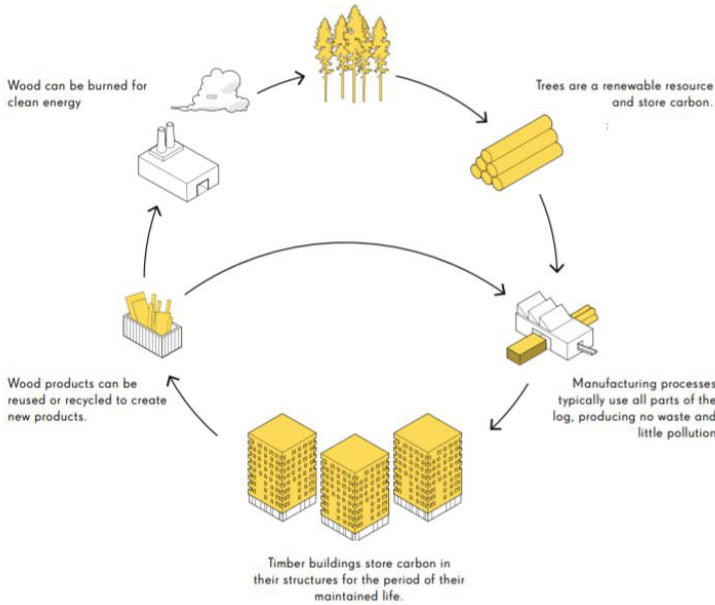 Wood can be burned for
clean energy
Trees are a renewable resource
and store carbon.
:
Wood products can be
reused or recycled to create
new products.
Manufacturing processes
typically use all parts of the
log, producing no waste and
little pollution
Timber buildings store carbon in
their structures for the period of their
maintained life.